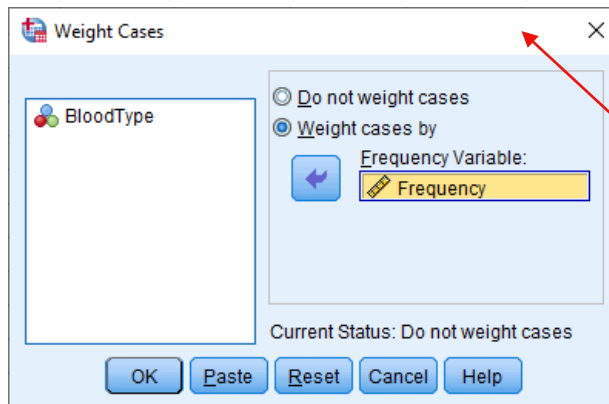 Weight Cases
BloodType
Do not weight cases
Weight cases by
Frequency Variable:
Frequency
Current Status: Do not weight cases
OK Paste Reset Cancel Help